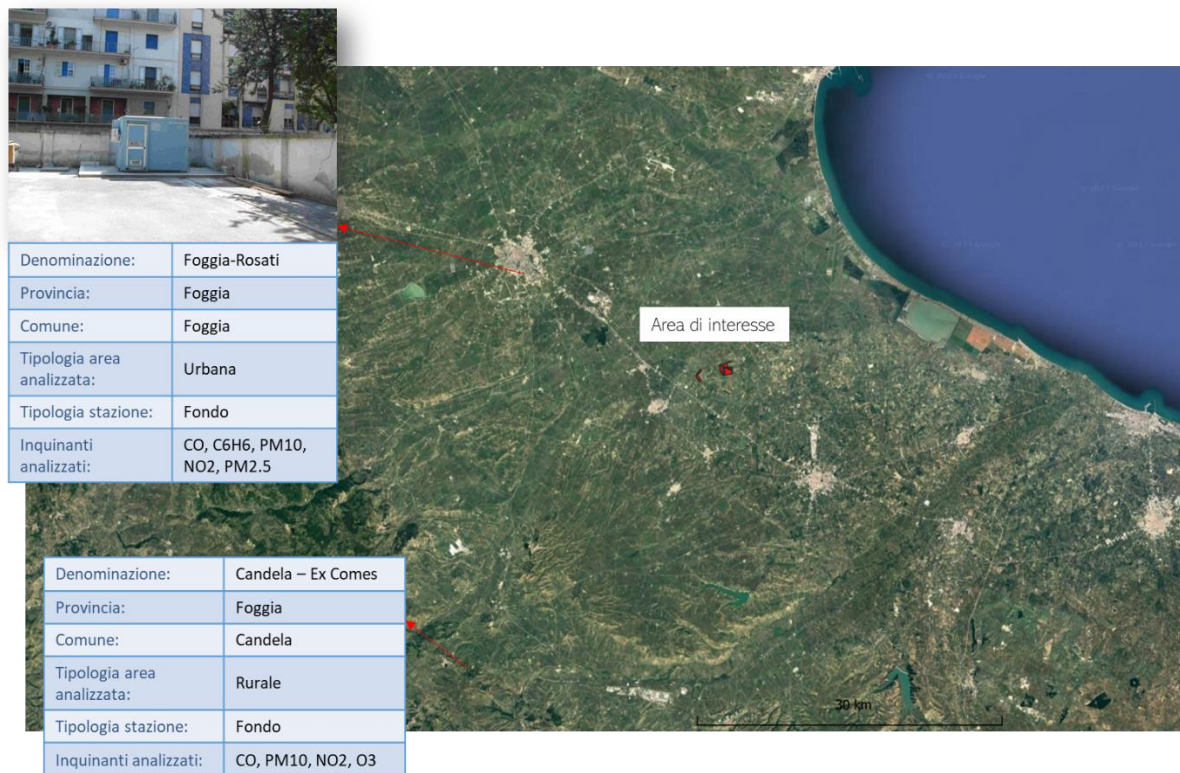 Denominazione: Foggia-Rosati
Provincia: Foggia
Comune: Foggia
Tipologia area
analizzata: Urbana
Tipologia stazione: Fondo
Inquinanti
analizzati: CO, C6H6, PM10,
NO2, PM2.5
Area di interesse
Denominazione: Candela – Ex Comes
Provincia: Foggia
Comune: Candela
Tipologia area
analizzata: Rurale
Tipologia stazione: Fondo
Inquinanti analizzati: CO, PM10, NO2, O3
30 km